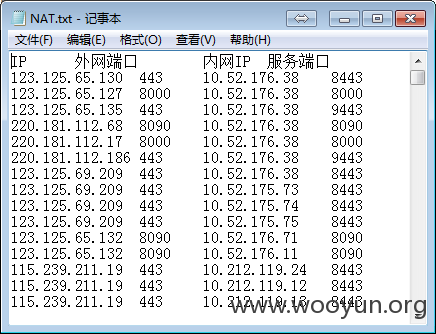 NAT.txt - 记事本
文件(F) 编辑(E) 格式(O) 查看(V) 帮助(H)
IP 外网端口 内网IP 服务端口
123.125.65.130 443 10.52.176.38 8443
123.125.65.127 8000 10.52.176.38 8000
123.125.65.135 443 10.52.176.38 9443
220.181.112.68 8090 10.52.176.38 8090
220.181.112.17 8000 10.52.176.38 8000
220.181.112.186 443 10.52.176.38 9443
123.125.69.209 443 10.52.176.38 8443
123.125.69.209 443 10.52.175.73 8443
123.125.69.209 443 10.52.175.74 8443
123.125.69.209 443 10.52.175.75 8443
123.125.65.132 8090 10.52.176.71 8090
123.125.65.132 8090 10.52.176.11 8090
115.239.211.19 443 10.212.119.24 8443
115.239.211.19 443 10.212.119.12 8443
115.239.211.19 443 10.212.119.13 8443
www.wooyun.org